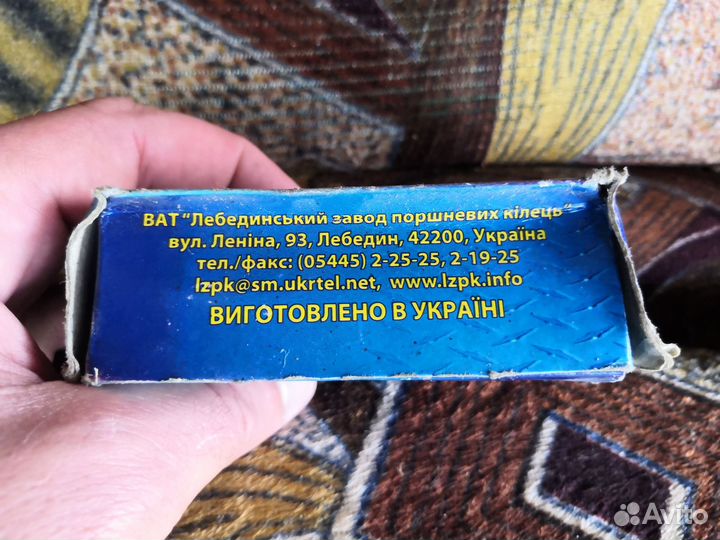 ВАТ "Лебединський завод поршневих кілець"
вул. Леніна, 93, Лебедин, 42200, Україна
тел./факс: (05445) 2-25-25, 2-19-25
lzpk@sm.ukrtel.net, www.lzpk.info
ВИГОТОВЛЕНО В УКРАЇНІ
Avito